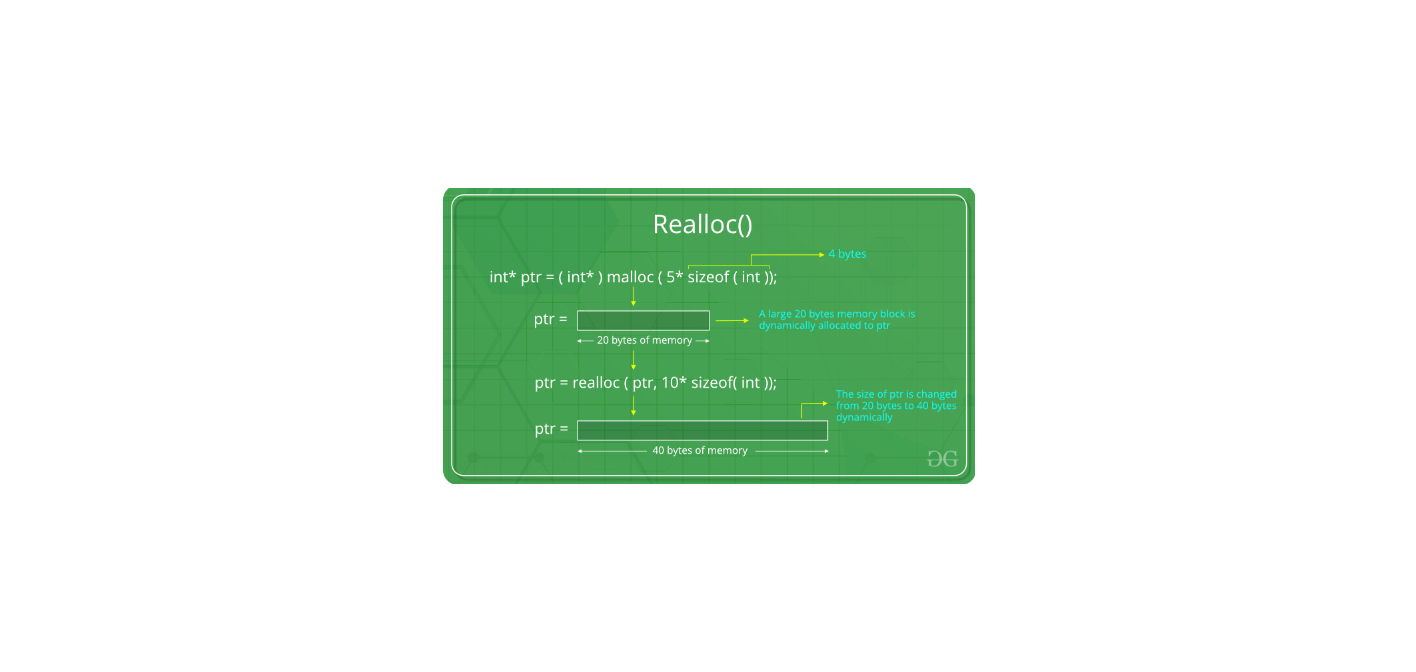 Realloc()
4 bytes
int* ptr = ( int* ) malloc ( 5* sizeof ( int ));
ptr =
A large 20 bytes memory block is
dynamically allocated to ptr
20 bytes of memory
ptr = realloc ( ptr, 10* sizeof( int ));
The size of ptr is changed
from 20 bytes to 40 bytes
dynamically
ptr =
40 bytes of memory
GG